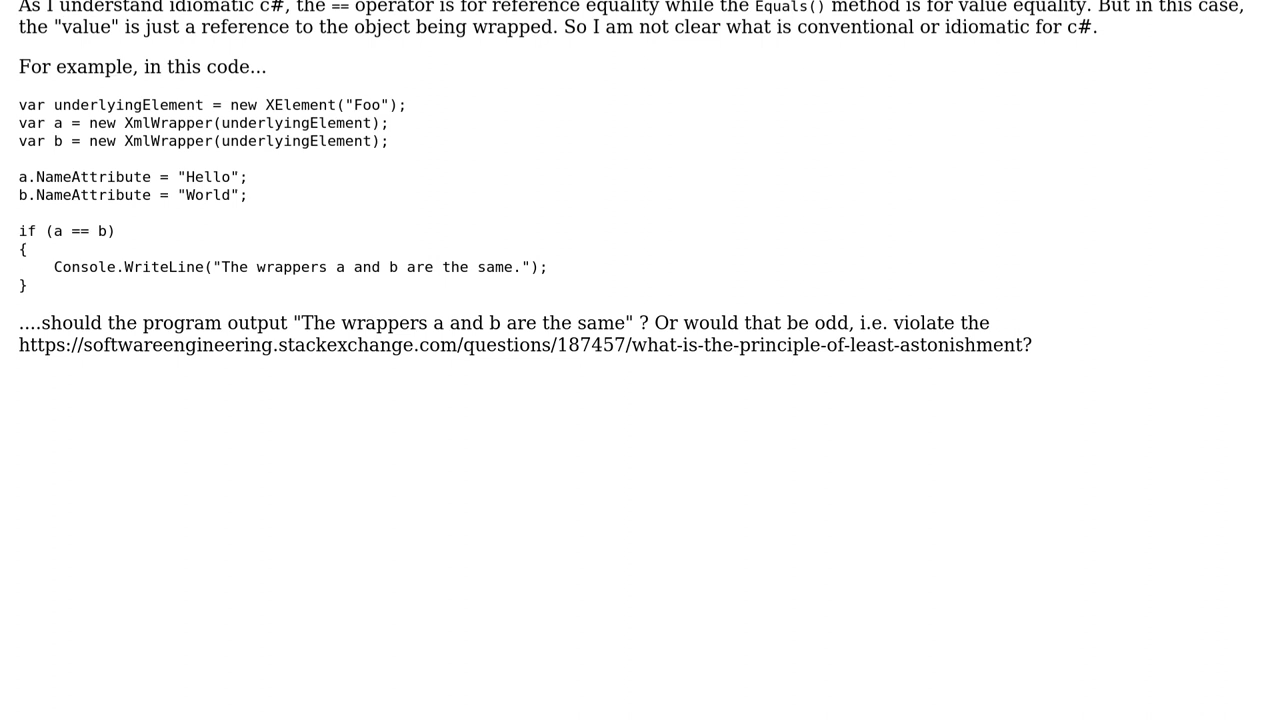 As I understand idiomatic c#, the == operator is for reference equality while the Equals() method is for value equality. But in this case,
the "value" is just a reference to the object being wrapped. So I am not clear what is conventional or idiomatic for c#.
For example, in this code...
var underlyingElement = new XElement("Foo");
var a = new XmlWrapper(underlyingElement);
var b = new XmlWrapper(underlyingElement);
a.NameAttribute = "Hello";
b.NameAttribute = "World";
if (a == b)
{
    Console.WriteLine("The wrappers a and b are the same.");
}
....should the program output "The wrappers a and b are the same" ? Or would that be odd, i.e. violate the
https://softwareengineering.stackexchange.com/questions/187457/what-is-the-principle-of-least-astonishment?